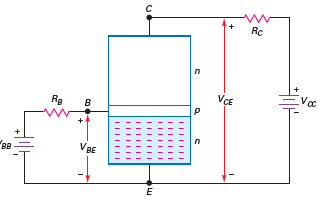 C
+
R_C
n
R_B
B
p
V_CE
+
V_CC
+
+
V_BB
V_BE
n
−
−
−
−
E